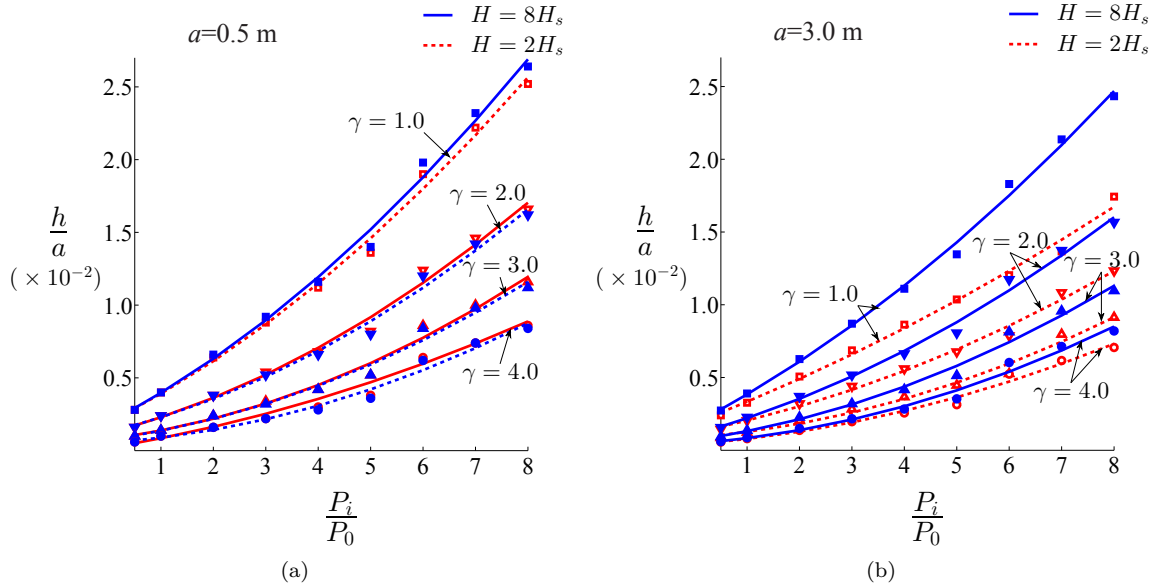 a=0.5 m
H = 8H_s
H = 2H_s
2.5
2.0
1.5
1.0
0.5
h
a
( × 10^{-2})
γ = 1.0
γ = 2.0
γ = 3.0
γ = 4.0
1 2 3 4 5 6 7 8
P_i
P_0
(a)
a=3.0 m
H = 8H_s
H = 2H_s
2.5
2.0
1.5
1.0
0.5
h
a
( × 10^{-2})
γ = 2.0
γ = 3.0
γ = 1.0
γ = 4.0
1 2 3 4 5 6 7 8
P_i
P_0
(b)